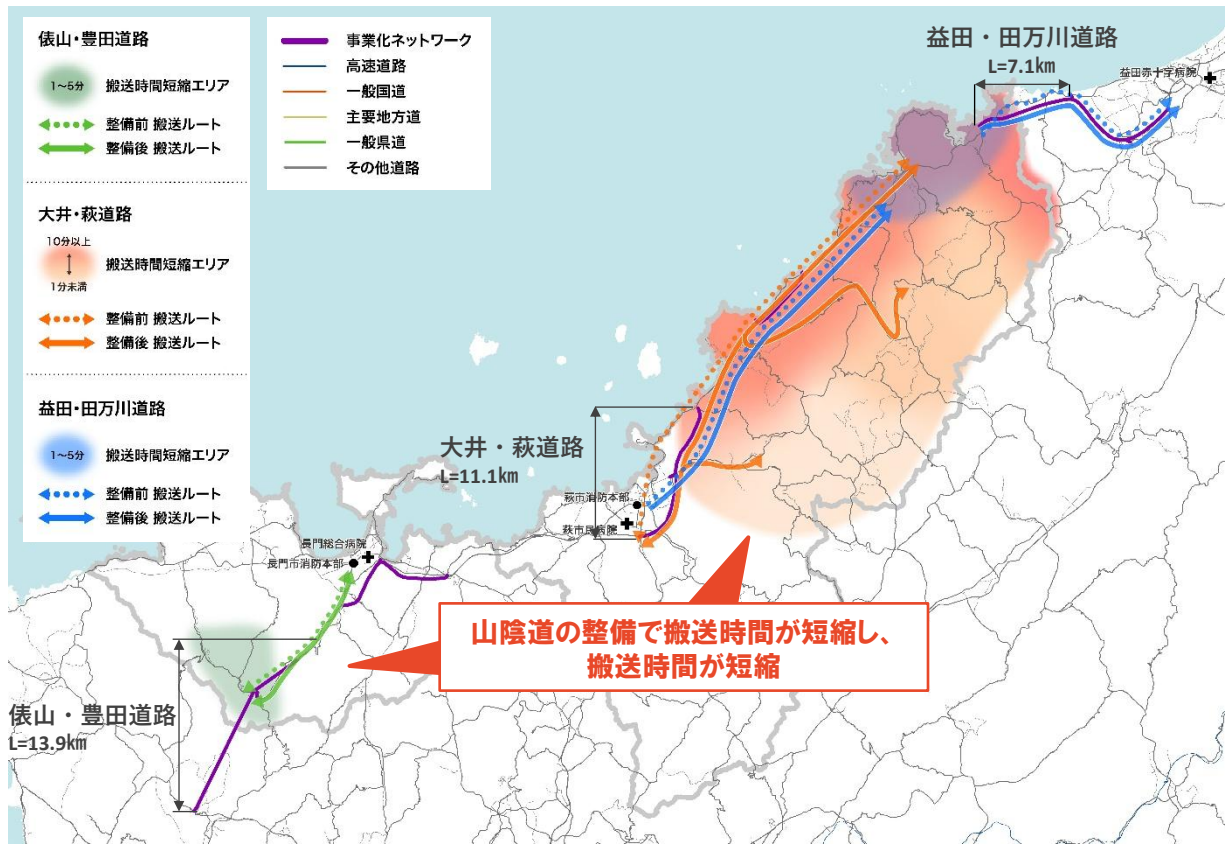 俵山・豊田道路
1～5分 搬送時間短縮エリア
整備前 搬送ルート
整備後 搬送ルート
大井・萩道路
10分以上
搬送時間短縮エリア
1分未満
整備前 搬送ルート
整備後 搬送ルート
益田・田万川道路
1～5分 搬送時間短縮エリア
整備前 搬送ルート
整備後 搬送ルート
事業化ネットワーク
高速道路
一般国道
主要地方道
一般県道
その他道路
益田・田万川道路
L=7.1㎞
益田赤十字病院
大井・萩道路
L=11.1㎞
萩市消防本部
萩市民病院
長門総合病院
長門市消防本部
山陰道の整備で搬送時間が短縮し、
搬送時間が短縮
俵山・豊田道路
L=13.9㎞